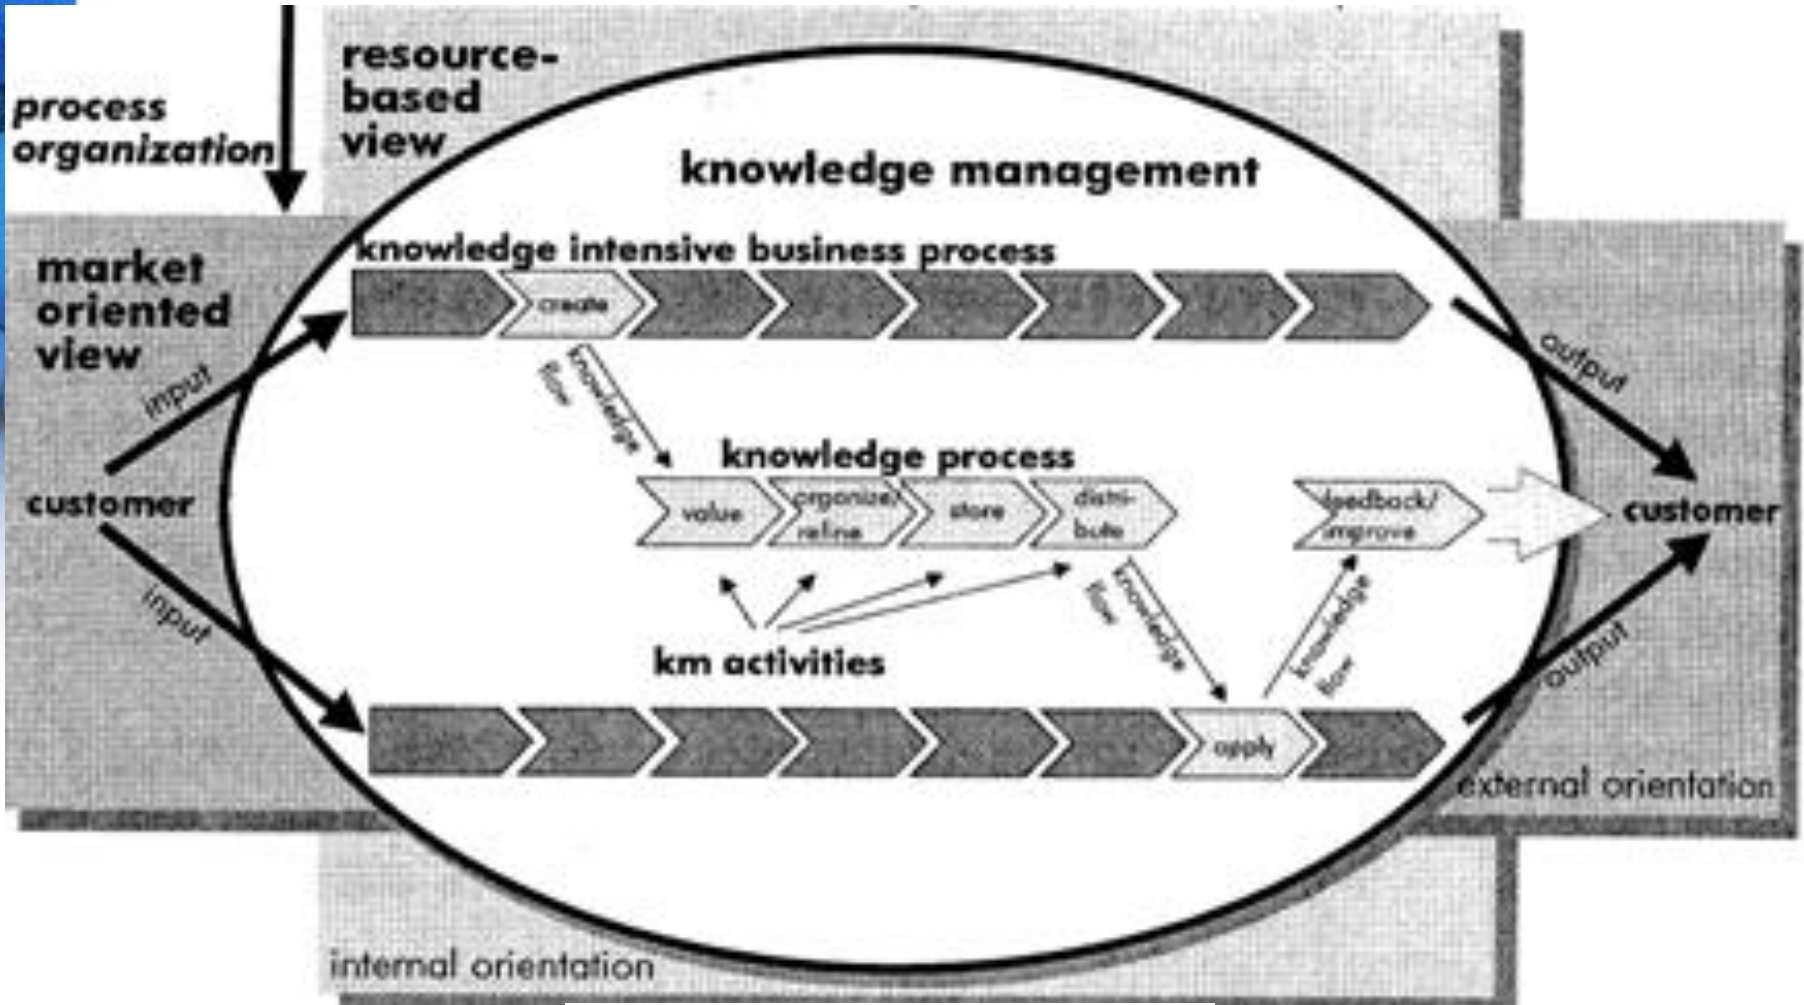 resource-
based
view
process
organization
knowledge management
market
oriented
view
knowledge intensive business process
create
input
output
knowledge
flow
knowledge process
customer
value
organize/
refine
store
distri-
bute
feedback/
improve
customer
input
knowledge
flow
knowledge
flow
km activities
output
apply
external orientation
internal orientation